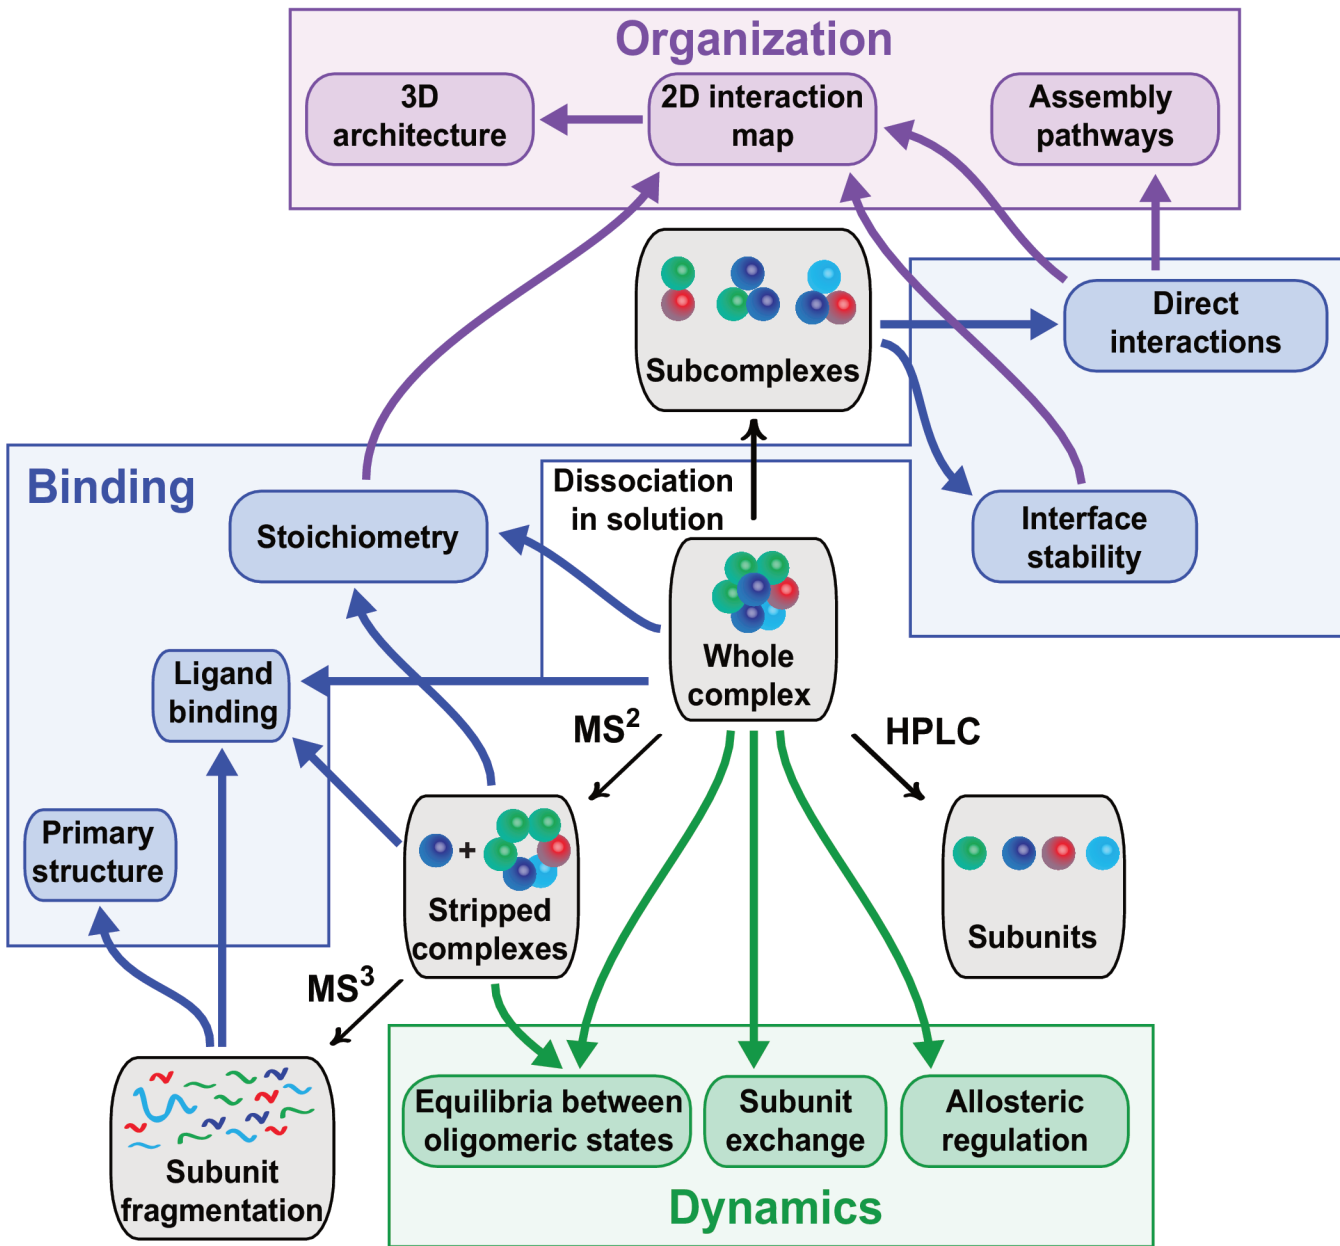 Organization
3D
architecture
2D interaction
map
Assembly
pathways
Subcomplexes
Direct
interactions
Binding
Dissociation
in solution
Stoichiometry
Interface
stability
Whole
complex
Ligand
binding
MS²
HPLC
Primary
structure
+
Stripped
complexes
Subunits
MS³
Subunit
fragmentation
Equilibria between
oligomeric states
Subunit
exchange
Allosteric
regulation
Dynamics